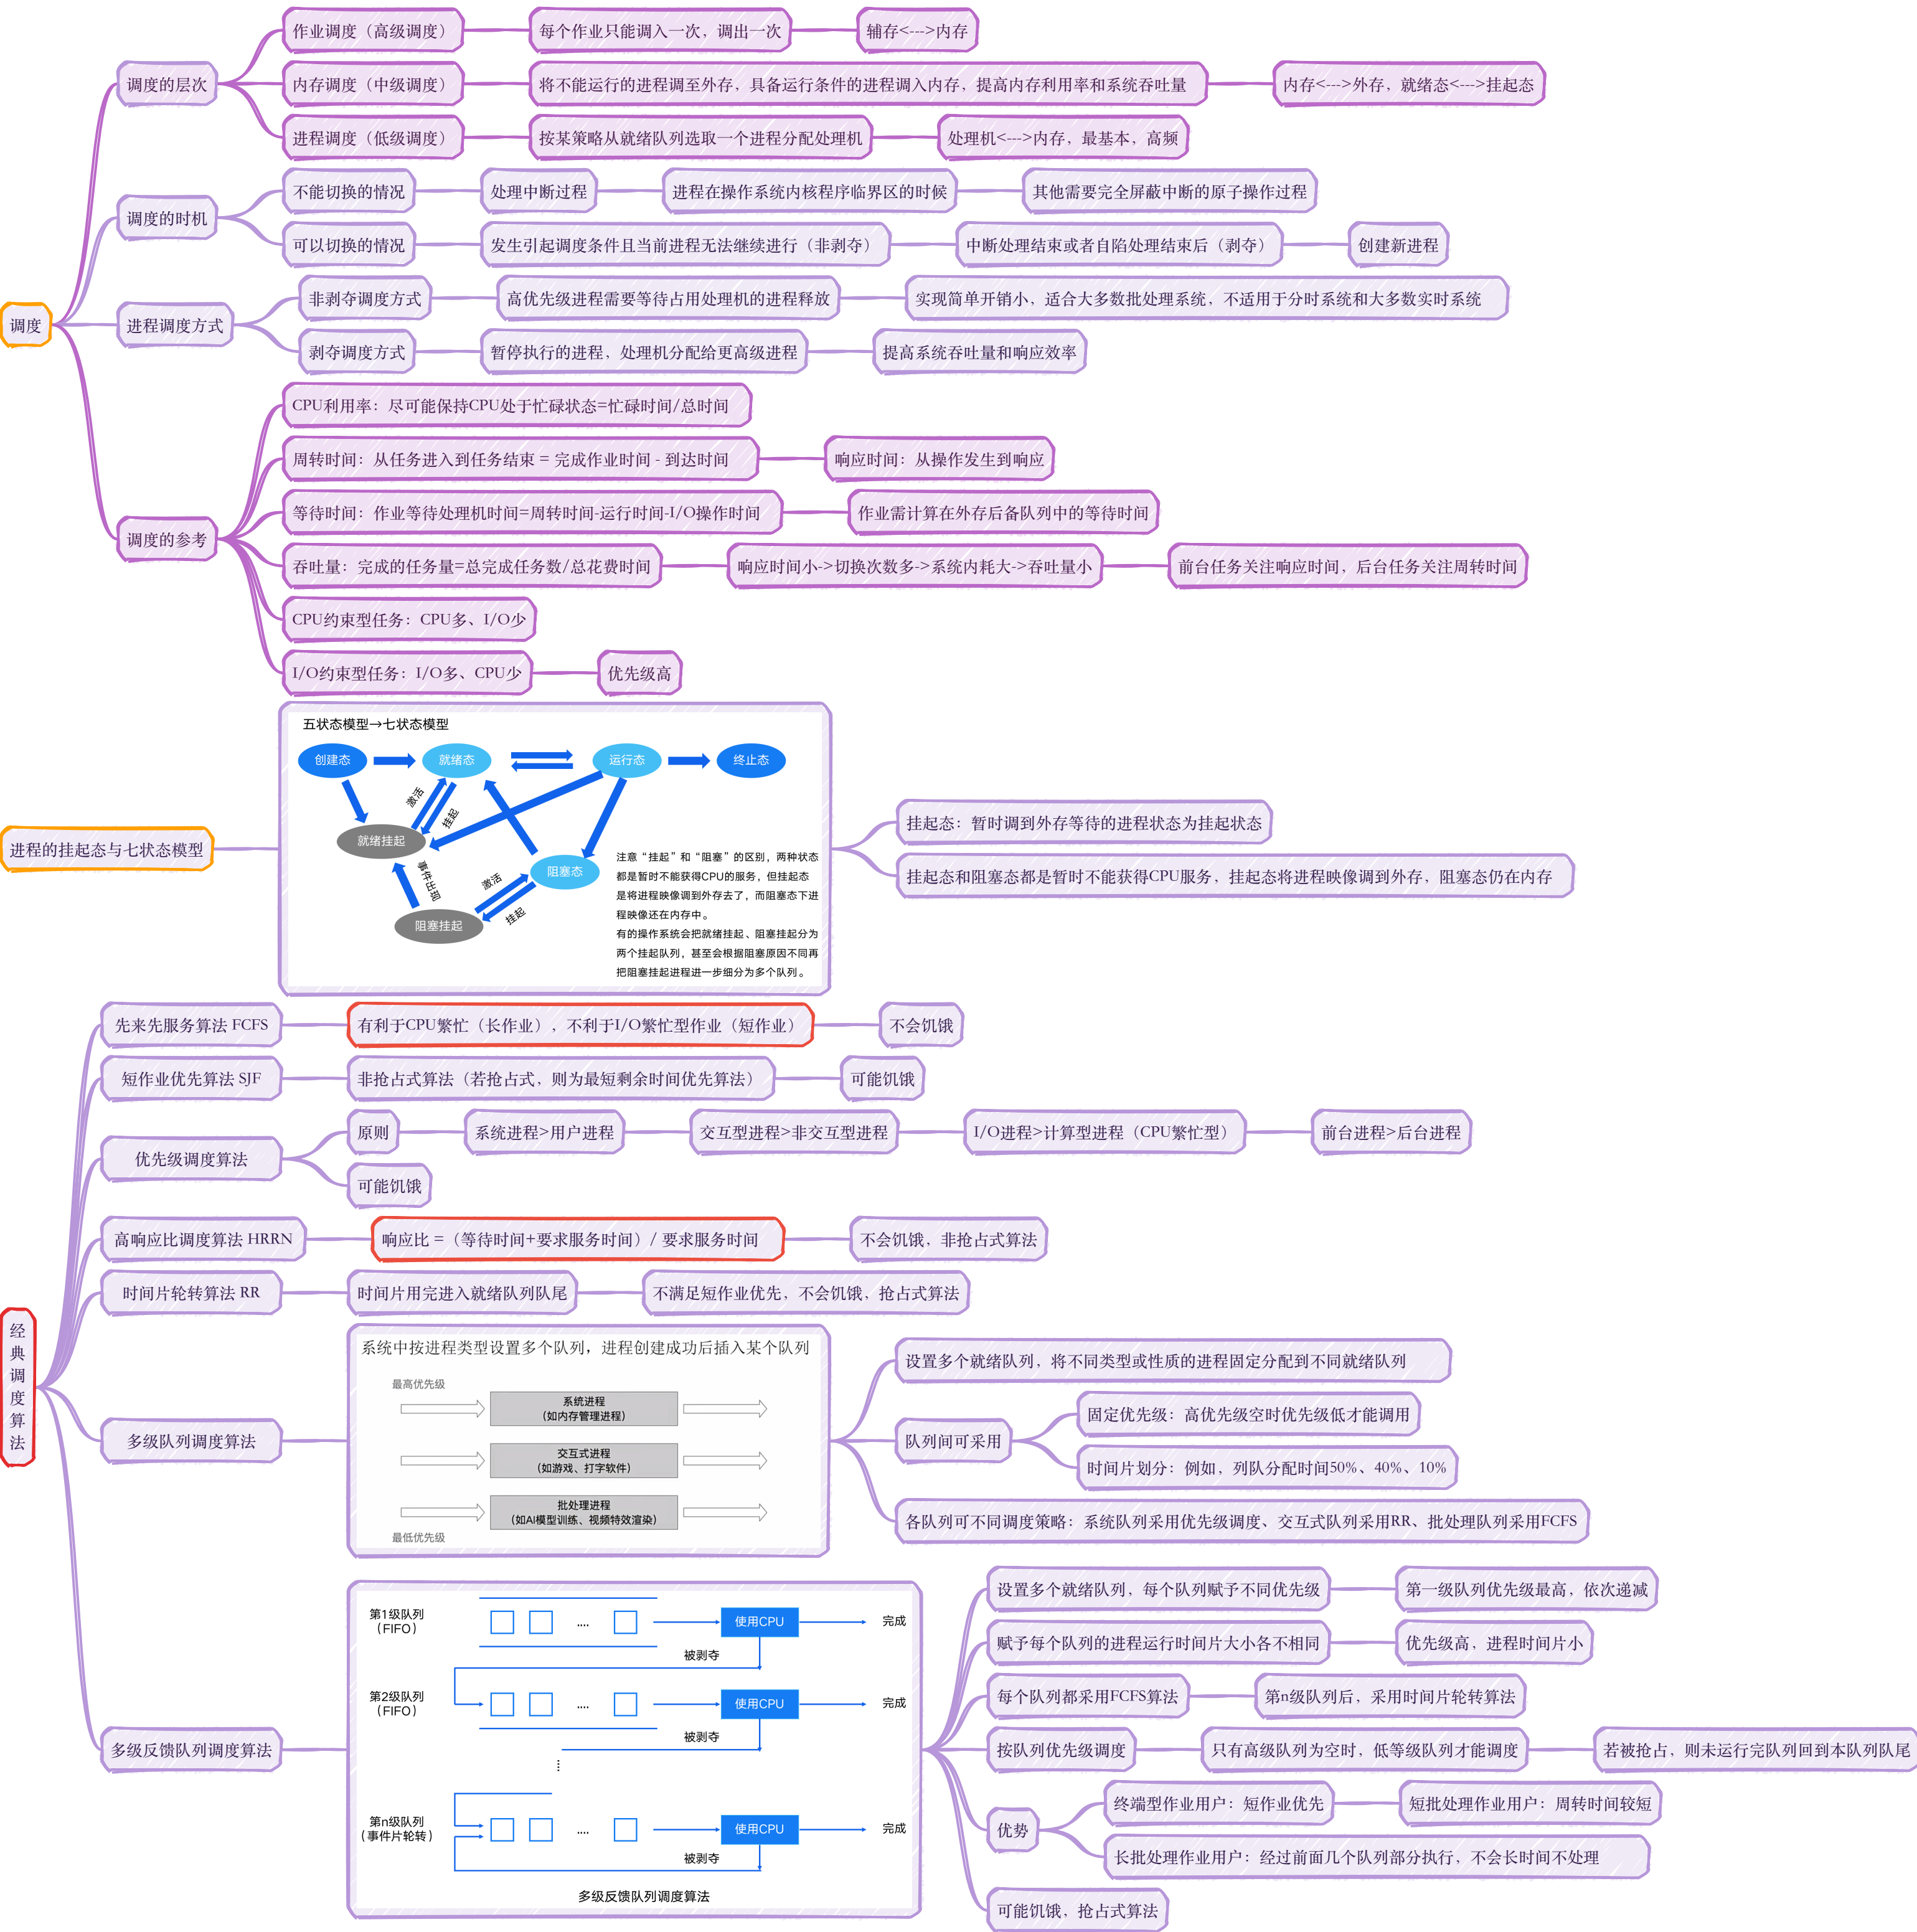 调度
调度的层次
作业调度（高级调度）
每个作业只能调入一次，调出一次
辅存<--->内存
内存调度（中级调度）
将不能运行的进程调至外存，具备运行条件的进程调入内存，提高内存利用率和系统吞吐量
内存<--->外存，就绪态<--->挂起态
进程调度（低级调度）
按某策略从就绪队列选取一个进程分配处理机
处理机<--->内存，最基本，高频
调度的时机
不能切换的情况
处理中断过程
进程在操作系统内核程序临界区的时候
其他需要完全屏蔽中断的原子操作过程
可以切换的情况
发生引起调度条件且当前进程无法继续进行（非剥夺）
中断处理结束或者自陷处理结束后（剥夺）
创建新进程
进程调度方式
非剥夺调度方式
高优先级进程需要等待占用处理机的进程释放
实现简单开销小，适合大多数批处理系统，不适用于分时系统和大多数实时系统
剥夺调度方式
暂停执行的进程，处理机分配给更高级进程
提高系统吞吐量和响应效率
调度的参考
CPU利用率：尽可能保持CPU处于忙碌状态=忙碌时间/总时间
周转时间：从任务进入到任务结束 = 完成作业时间 - 到达时间
响应时间：从操作发生到响应
等待时间：作业等待处理机时间=周转时间-运行时间-I/O操作时间
作业需计算在外存后备队列中的等待时间
吞吐量：完成的任务量=总完成任务数/总花费时间
响应时间小->切换次数多->系统内耗大->吞吐量小
前台任务关注响应时间，后台任务关注周转时间
CPU约束型任务：CPU多、I/O少
I/O约束型任务：I/O多、CPU少
优先级高
进程的挂起态与七状态模型
五状态模型→七状态模型
创建态
就绪态
运行态
终止态
激活
挂起
就绪挂起
事件出现
阻塞态
激活
挂起
阻塞挂起
注意“挂起”和“阻塞”的区别，两种状态
都是暂时不能获得CPU的服务，但挂起态
是将进程映像调到外存去了，而阻塞态下进
程映像还在内存中。
有的操作系统会把就绪挂起、阻塞挂起分为
两个挂起队列，甚至会根据阻塞原因不同再
把阻塞挂起进程进一步细分为多个队列。
挂起态：暂时调到外存等待的进程状态为挂起状态
挂起态和阻塞态都是暂时不能获得CPU服务，挂起态将进程映像调到外存，阻塞态仍在内存
经典调度算法
先来先服务算法 FCFS
有利于CPU繁忙（长作业），不利于I/O繁忙型作业（短作业）
不会饥饿
短作业优先算法 SJF
非抢占式算法（若抢占式，则为最短剩余时间优先算法）
可能饥饿
优先级调度算法
原则
系统进程>用户进程
交互型进程>非交互型进程
I/O进程>计算型进程（CPU繁忙型）
前台进程>后台进程
可能饥饿
高响应比调度算法 HRRN
响应比 =（等待时间+要求服务时间）/ 要求服务时间
不会饥饿，非抢占式算法
时间片轮转算法 RR
时间片用完进入就绪队列队尾
不满足短作业优先，不会饥饿，抢占式算法
多级队列调度算法
系统中按进程类型设置多个队列，进程创建成功后插入某个队列
最高优先级
系统进程
（如内存管理进程）
交互式进程
（如游戏、打字软件）
批处理进程
（如AI模型训练、视频特效渲染）
最低优先级
设置多个就绪队列，将不同类型或性质的进程固定分配到不同就绪队列
队列间可采用
固定优先级：高优先级空时优先级低才能调用
时间片划分：例如，列队分配时间50%、40%、10%
各队列可不同调度策略：系统队列采用优先级调度、交互式队列采用RR、批处理队列采用FCFS
多级反馈队列调度算法
第1级队列
（FIFO）
....
使用CPU
完成
被剥夺
第2级队列
（FIFO）
....
使用CPU
完成
被剥夺
第n级队列
（事件片轮转）
....
使用CPU
完成
被剥夺
多级反馈队列调度算法
设置多个就绪队列，每个队列赋予不同优先级
第一级队列优先级最高，依次递减
赋予每个队列的进程运行时间片大小各不相同
优先级高，进程时间片小
每个队列都采用FCFS算法
第n级队列后，采用时间片轮转算法
按队列优先级调度
只有高级队列为空时，低等级队列才能调度
若被抢占，则未运行完队列回到本队列队尾
优势
终端型作业用户：短作业优先
短批处理作业用户：周转时间较短
长批处理作业用户：经过前面几个队列部分执行，不会长时间不处理
可能饥饿，抢占式算法